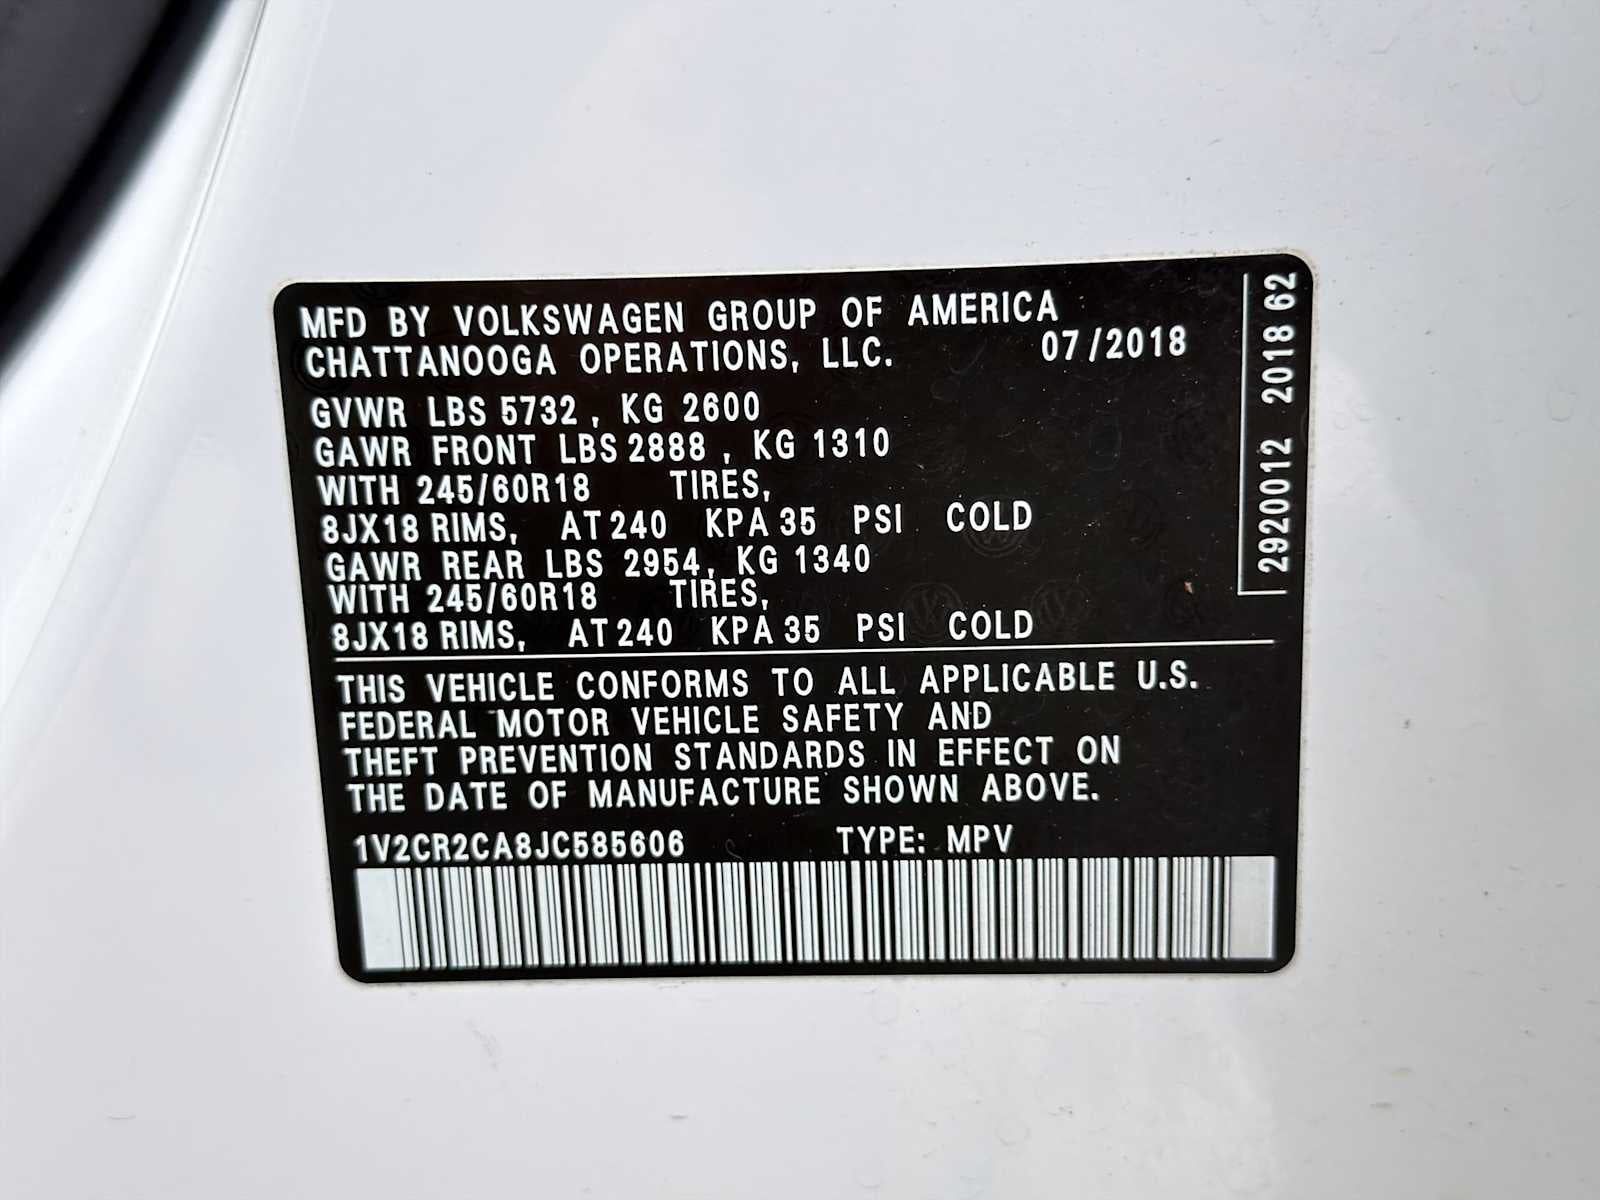 MFD BY VOLKSWAGEN GROUP OF AMERICA
CHATTANOOGA OPERATIONS, LLC. 07/2018
GVWR LBS 5732 , KG 2600
GAWR FRONT LBS 2888 , KG 1310
WITH 245/60R18 TIRES,
8JX18 RIMS, AT 240 KPA 35 PSI COLD
GAWR REAR LBS 2954, KG 1340
WITH 245/60R18 TIRES,
8JX18 RIMS, AT 240 KPA 35 PSI COLD
THIS VEHICLE CONFORMS TO ALL APPLICABLE U.S.
FEDERAL MOTOR VEHICLE SAFETY AND
THEFT PREVENTION STANDARDS IN EFFECT ON
THE DATE OF MANUFACTURE SHOWN ABOVE.
1V2CR2CA8JC585606 TYPE: MPV
2920012 2018 62